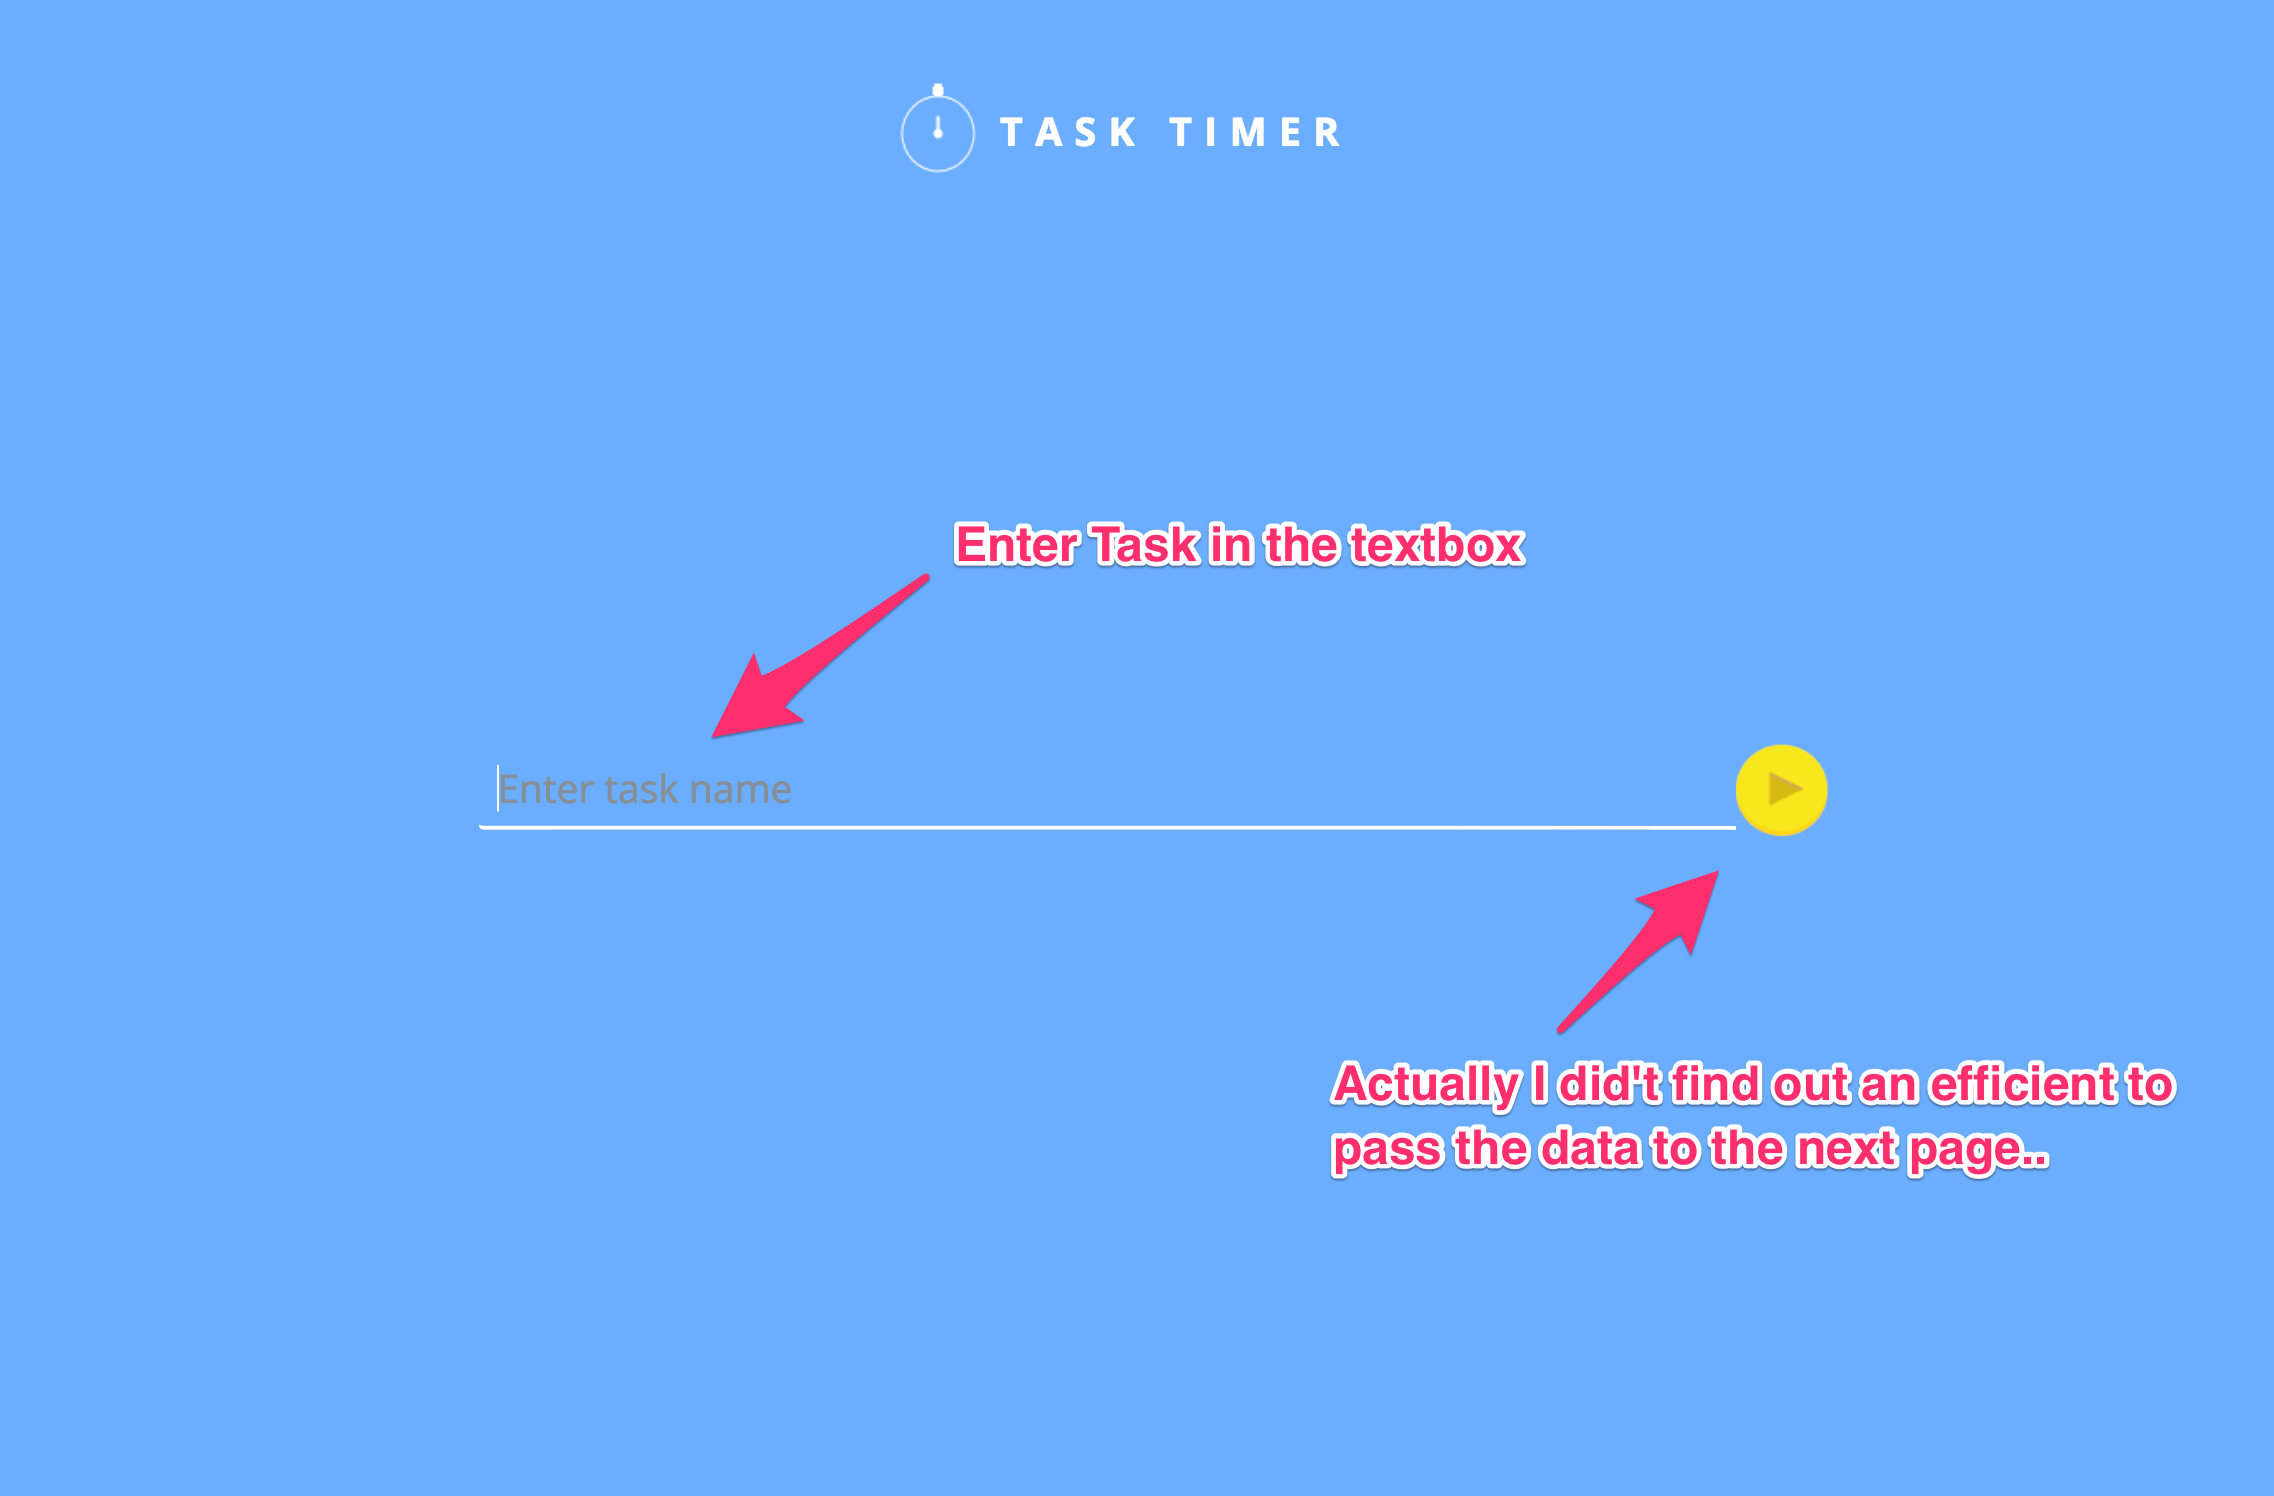 TASK TIMER
Enter Task in the textbox
Enter task name
Actually I did't find out an efficient to
pass the data to the next page..